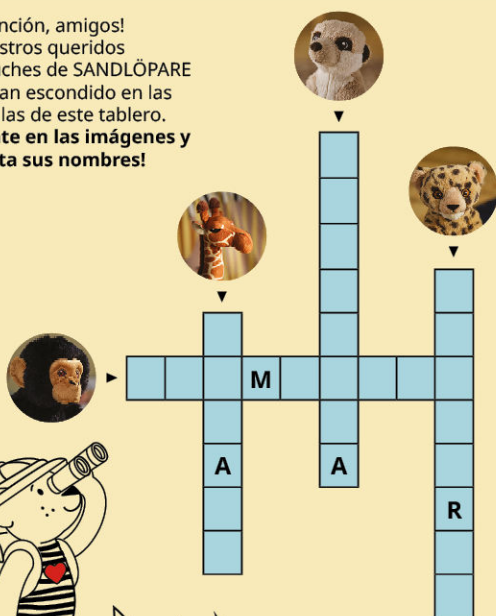 nción, amigos!
stros queridos
uches de SANDLÖPARE
an escondido en las
las de este tablero.
te en las imágenes y
ta sus nombres!
M
A A
R